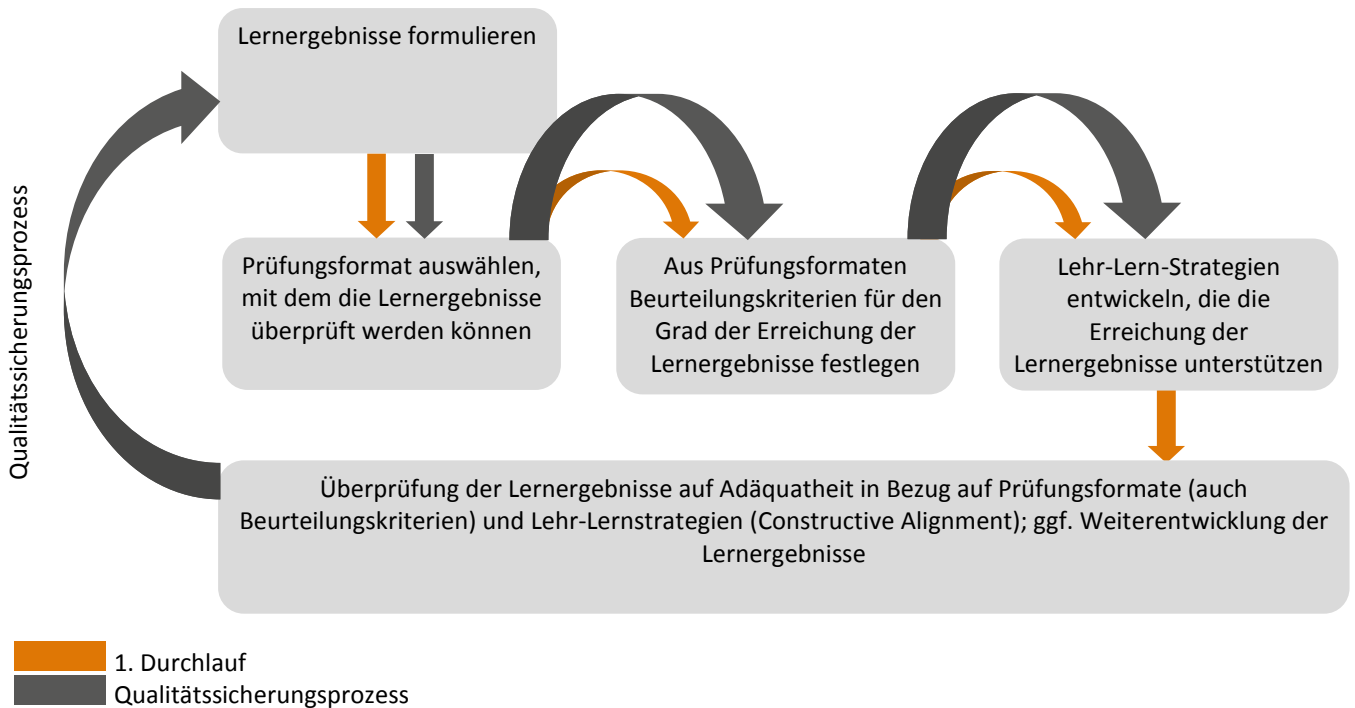 Lernergebnisse formulieren
Qualitätssicherungsprozess
Prüfungsformat auswählen,
mit dem die Lernergebnisse
überprüft werden können
Aus Prüfungsformaten
Beurteilungskriterien für den
Grad der Erreichung der
Lernergebnisse festlegen
Lehr-Lern-Strategien
entwickeln, die die
Erreichung der
Lernergebnisse unterstützen
Überprüfung der Lernergebnisse auf Adäquatheit in Bezug auf Prüfungsformate (auch
Beurteilungskriterien) und Lehr-Lernstrategien (Constructive Alignment); ggf. Weiterentwicklung der
Lernergebnisse
1. Durchlauf
Qualitätssicherungsprozess